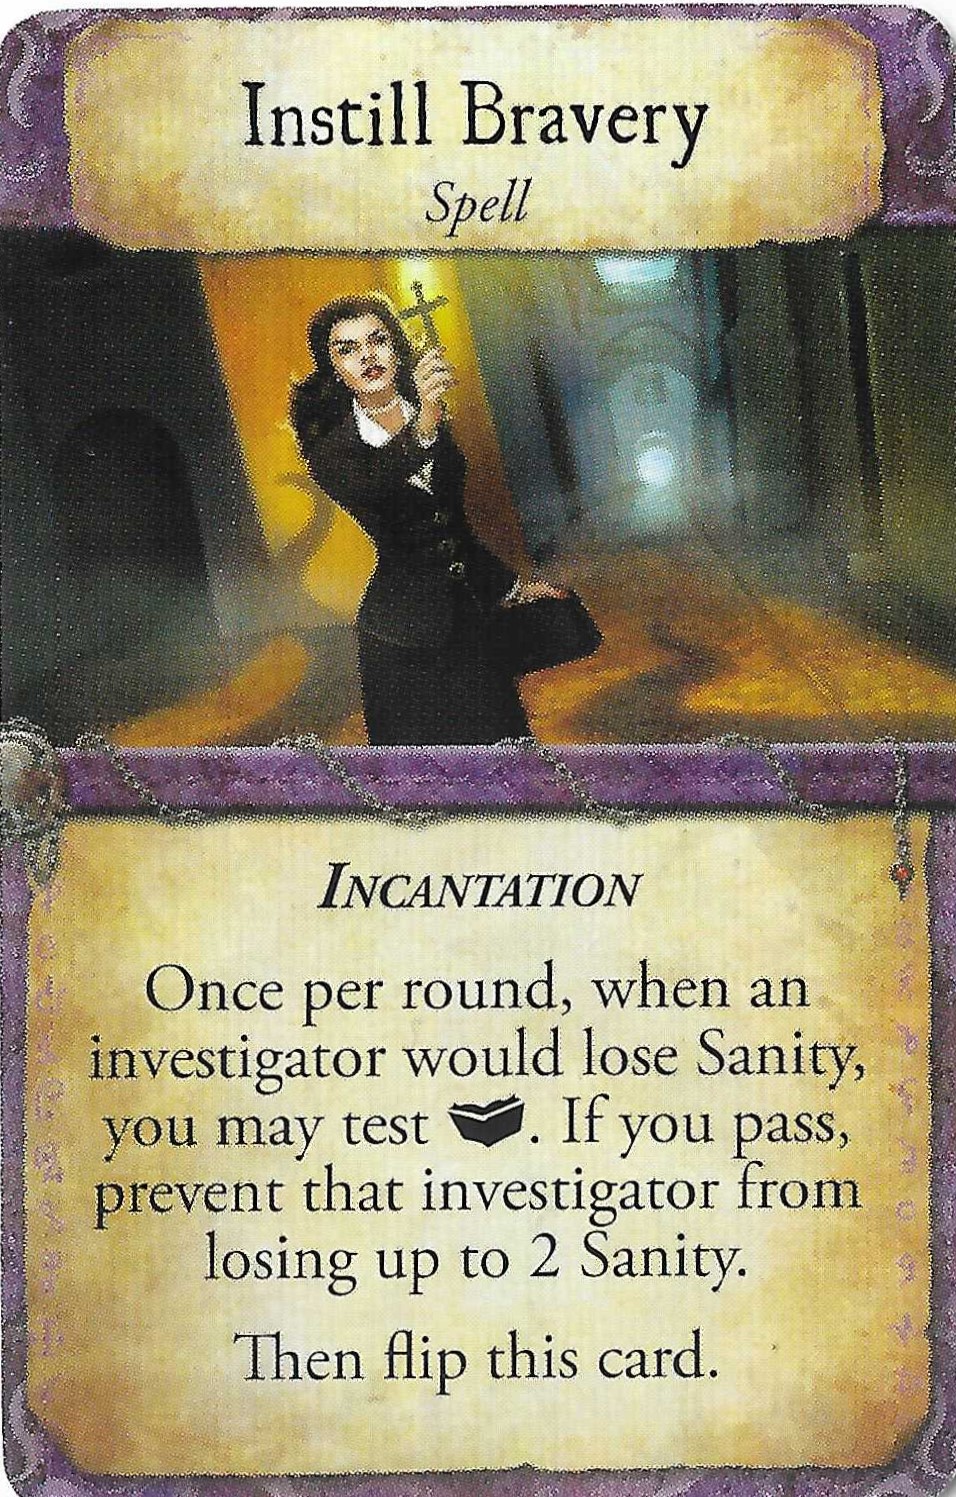 Instill Bravery
Spell
INCANTATION
Once per round, when an
investigator would lose Sanity,
you may test . If you pass,
prevent that investigator from
losing up to 2 Sanity.
Then flip this card.